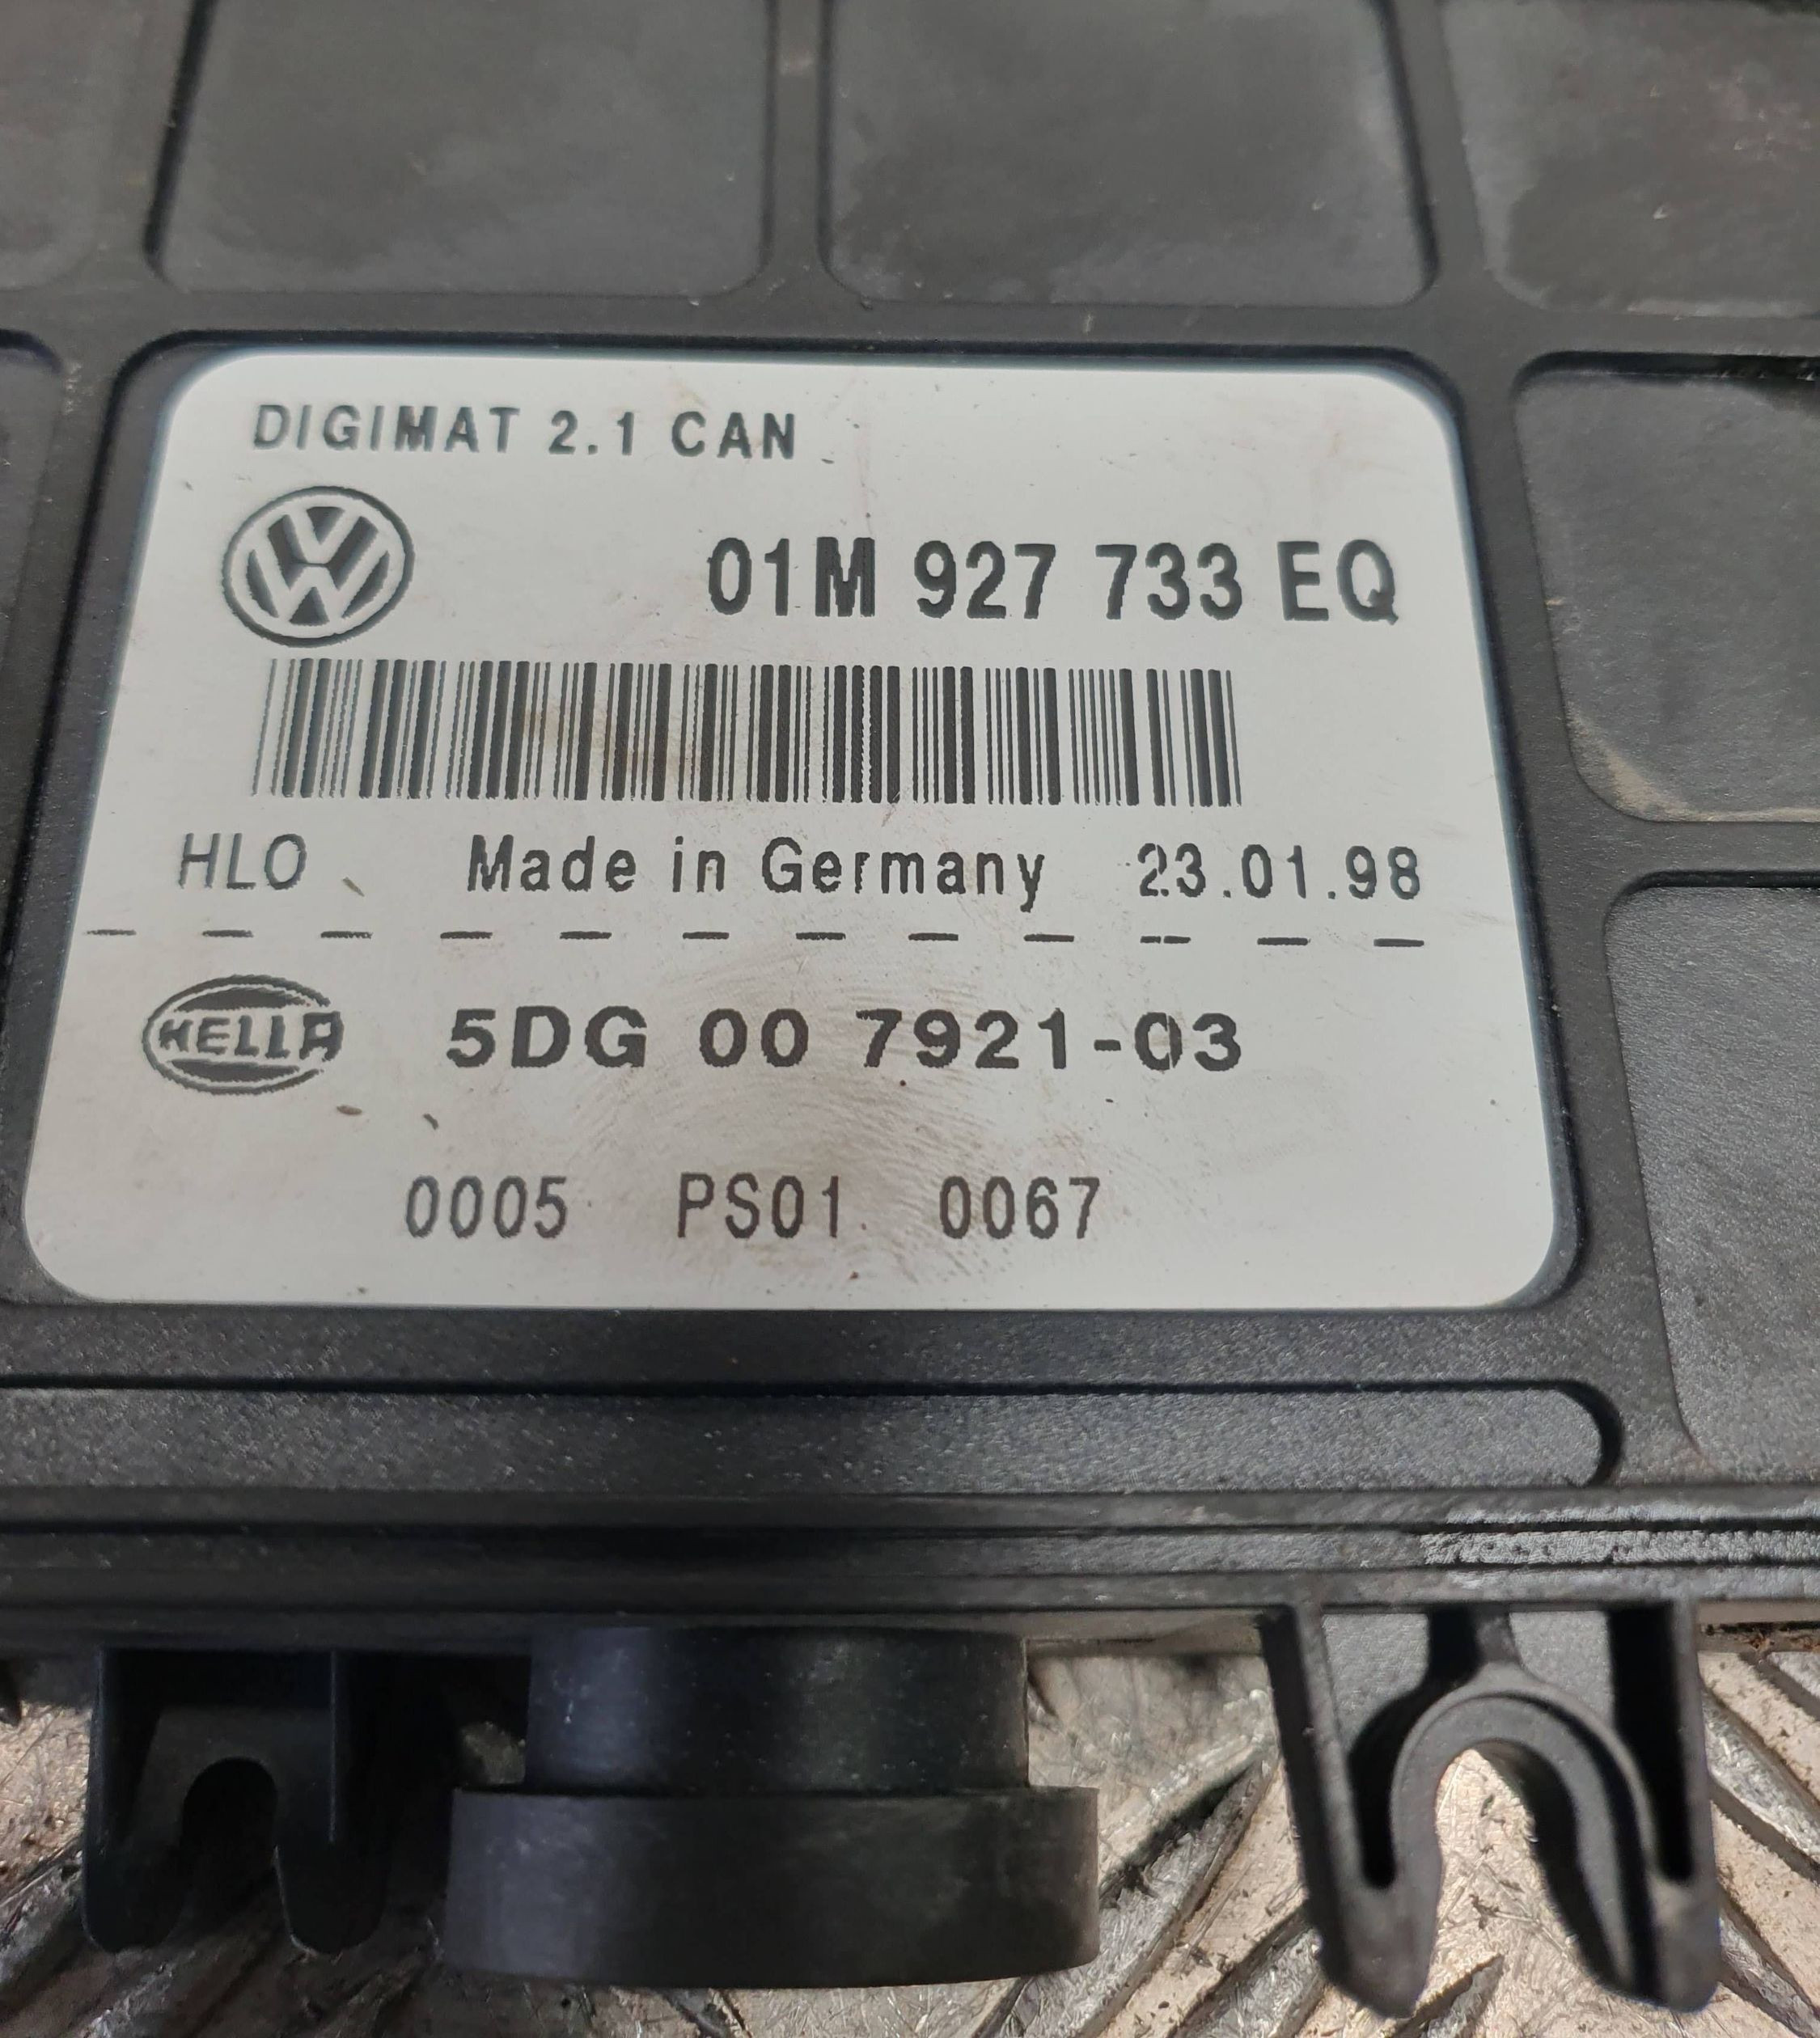 DIGIMAT 2.1 CAN
01M 927 733 EQ
HLO Made in Germany 23.01.98
HELLA 5DG 00 7921-03
0005 PS01 0067